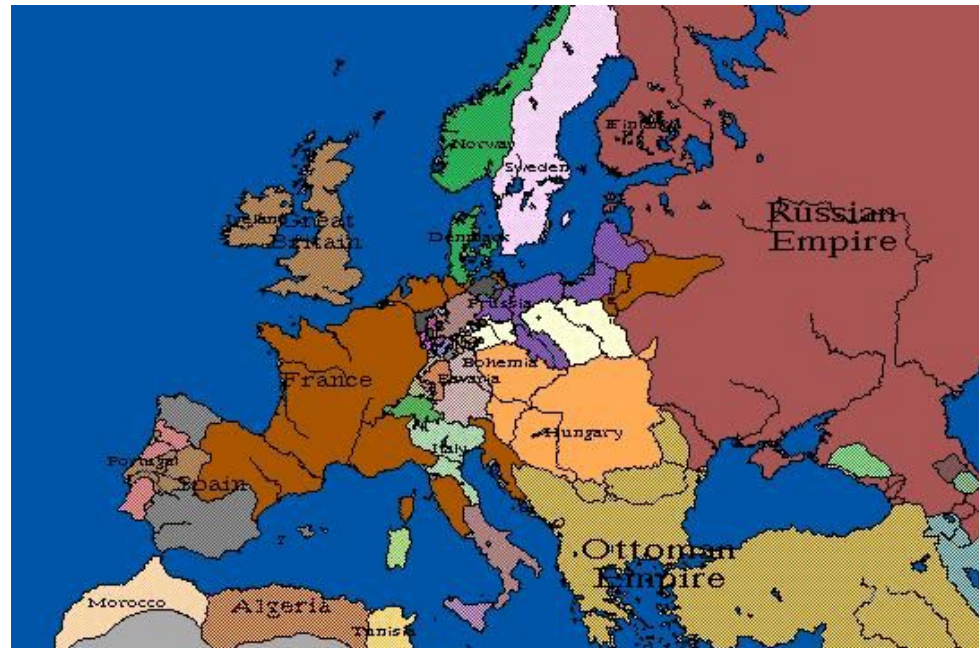 Norway
Finland
Sweden
Ireland
Great
Britain
Russian
Empire
Denmark
Prussia
Bohemia
France
Bavaria
Hungary
Italy
Portugal
Spain
Ottoman
Empire
Morocco
Algeria
Tunisia